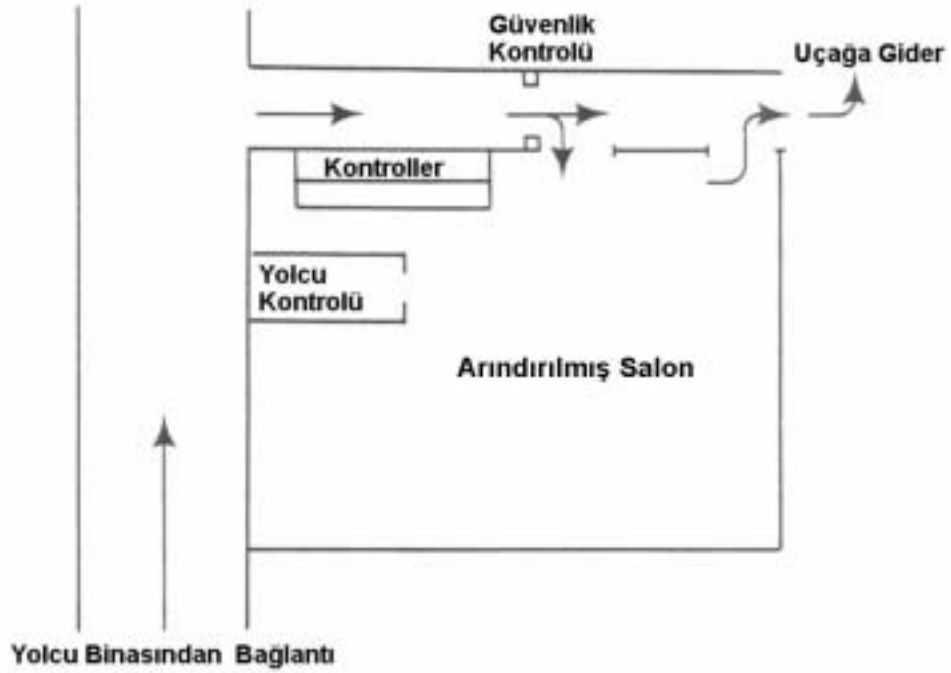 Güvenlik
Kontrolü
Uçağa Gider
Kontroller
Yolcu
Kontrolü
Arındırılmış Salon
Yolcu Binasından Bağlantı